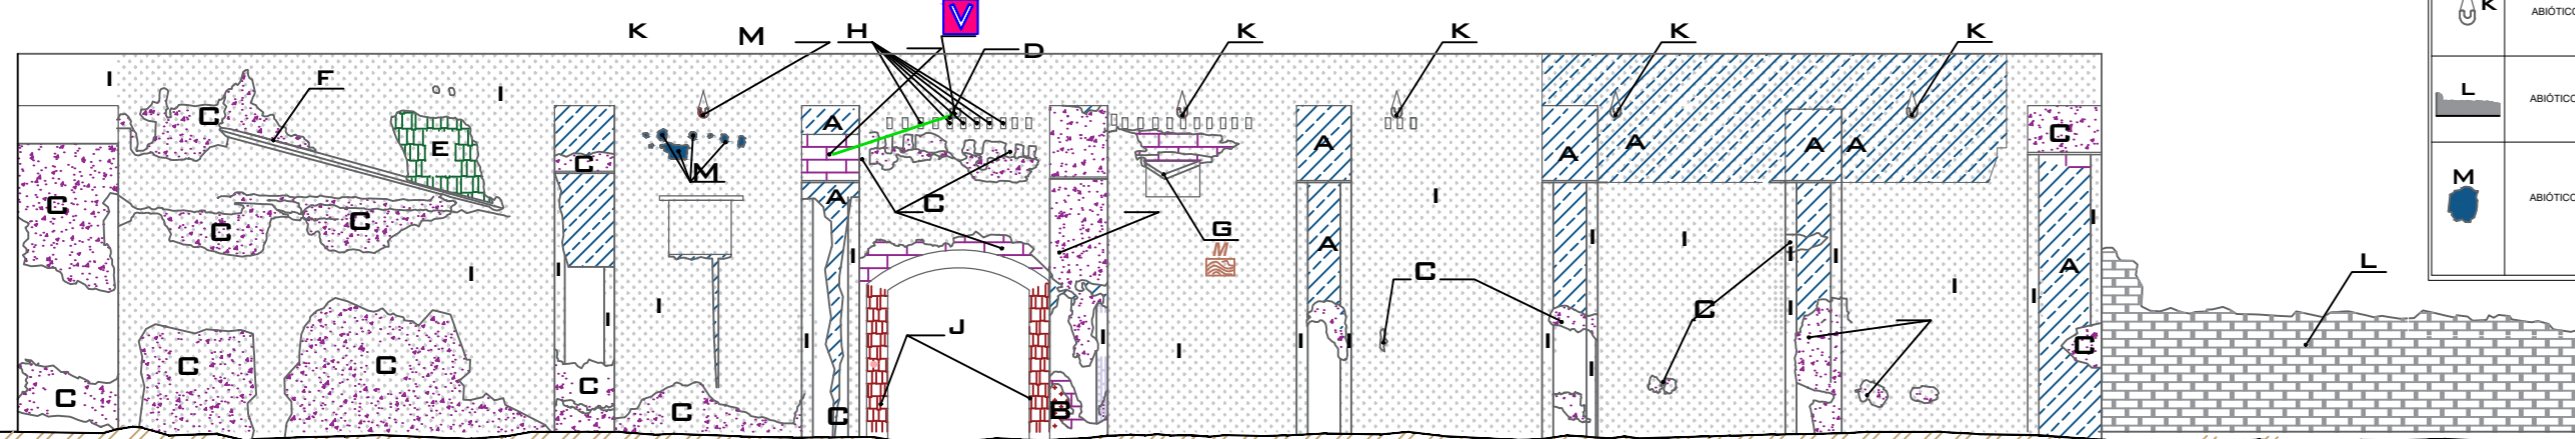 K M H V D K K K K
K ABIÓTICO
I F I
C E A A A A A A C
L ABIÓTICO
C M
C C C A C I
M ABIÓTICO
I I G A I I I I
M
I I I C A L
I I C I
J I I I I
C C I C
C C C C B